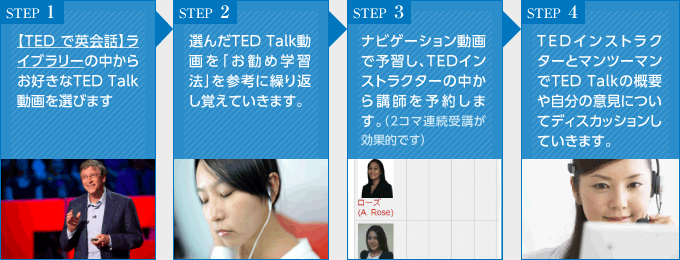 STEP 1
【TED で英会話】ラ
イブラリーの中から
お好きなTED Talk
動画を選びます
STEP 2
選んだTED Talk動
画を「お勧め学習
法」を参考に繰り返
し覚えていきます。
STEP 3
ナビゲーション動画
で予習し、TEDイン
ストラクターの中か
ら講師を予約しま
す。(2コマ連続受講が
効果的です)
ローズ
(A. Rose)
STEP 4
TEDインストラク
ターとマンツーマン
でTED Talkの概要
や自分の意見につい
てディスカッションし
ていきます。